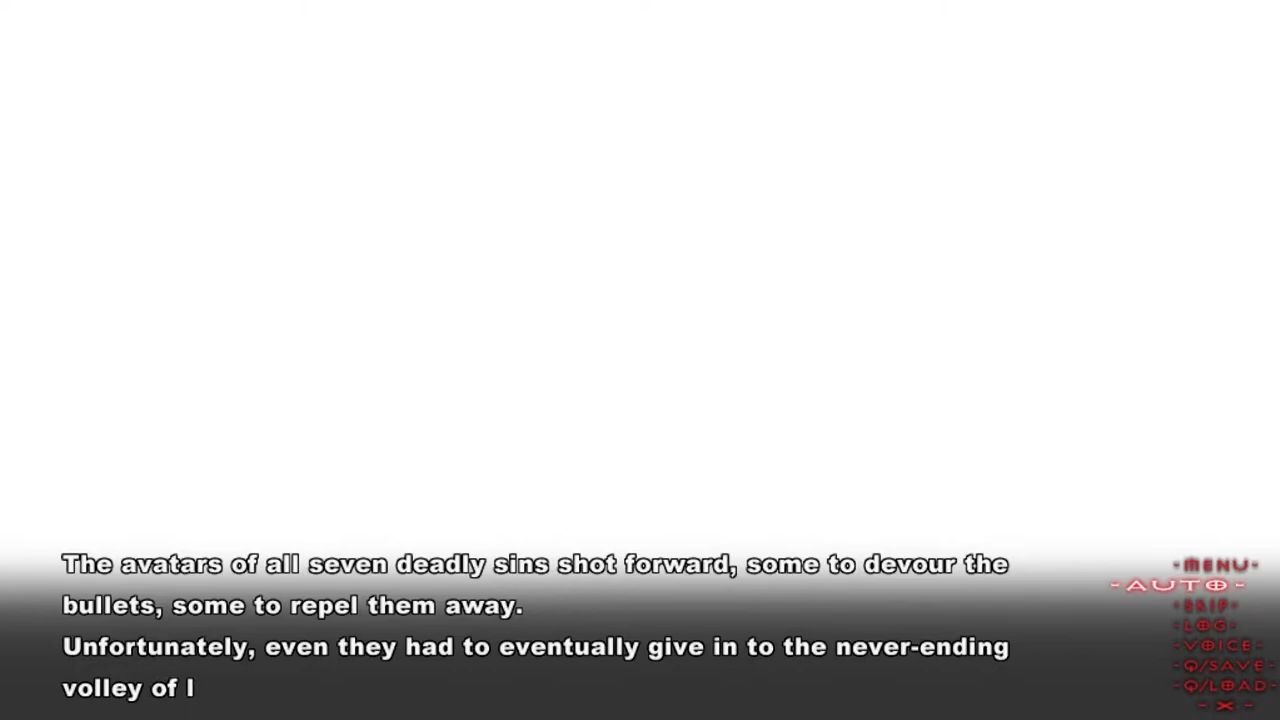 The avatars of all seven deadly sins shot forward, some to devour the
bullets, some to repel them away.
Unfortunately, even they had to eventually give in to the never-ending
volley of l
-MENU-
-AUTO-
-SKIP-
-LOG-
-VOICE-
-Q/SAVE-
-Q/LOAD-
-×-